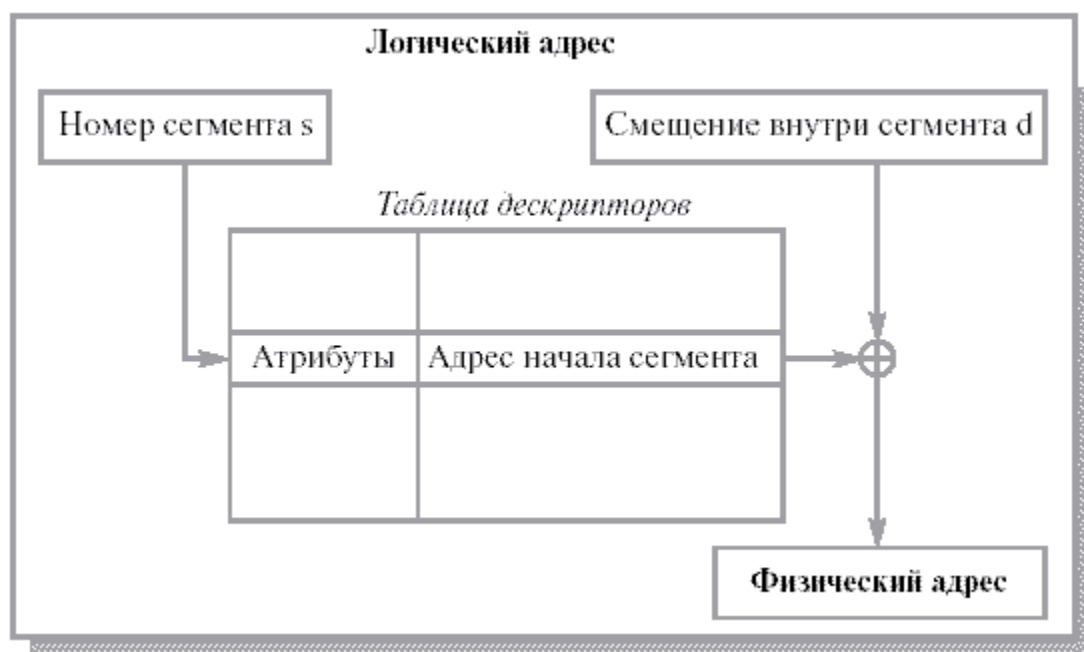 Логический адрес
Номер сегмента s
Смещение внутри сегмента d
Таблица дескрипторов
Атрибуты
Адрес начала сегмента
Физический адрес